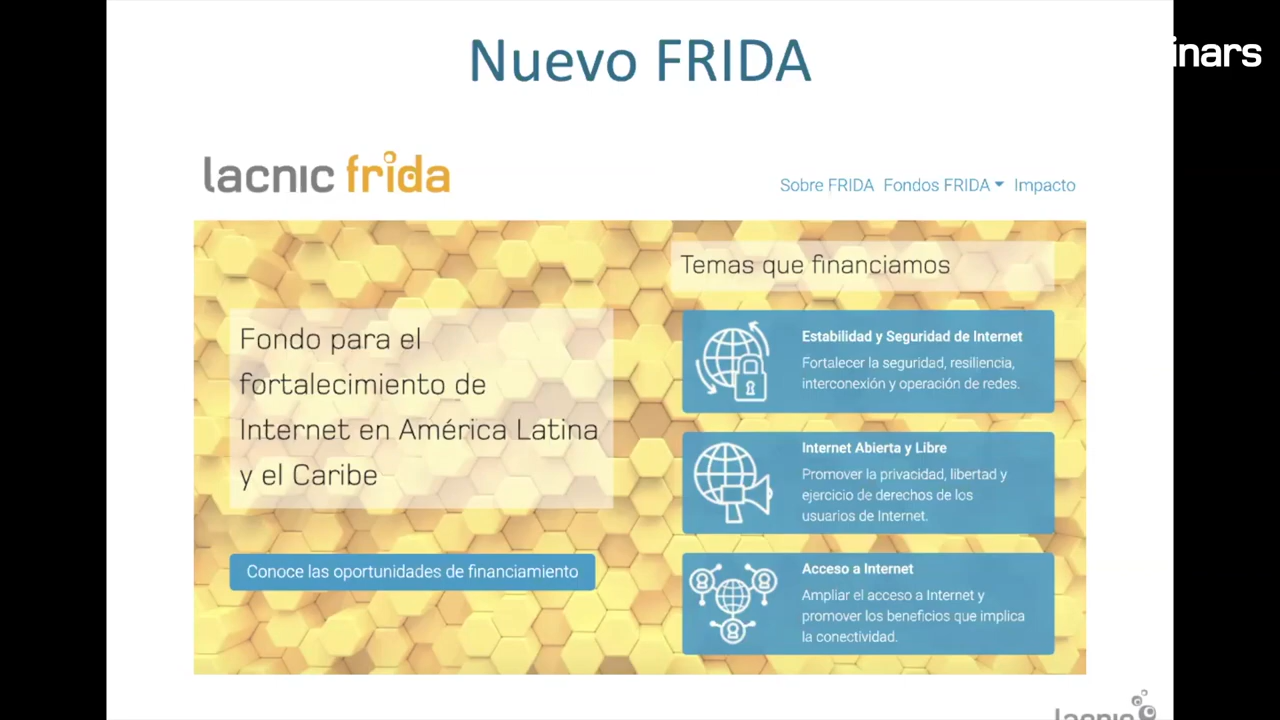 Nuevo FRIDA
inars
lacnic frida
Sobre FRIDA Fondos FRIDA Impacto
Temas que financiamos
Fondo para el
fortalecimiento de
Internet en América Latina
y el Caribe
Conoce las oportunidades de financiamiento
Estabilidad y Seguridad de Internet
Fortalecer la seguridad, resiliencia,
interconexión y operación de redes.
Internet Abierta y Libre
Promover la privacidad, libertad y
ejercicio de derechos de los
usuarios de Internet.
Acceso a Internet
Ampliar el acceso a Internet y
promover los beneficios que implica
la conectividad.
lacnic